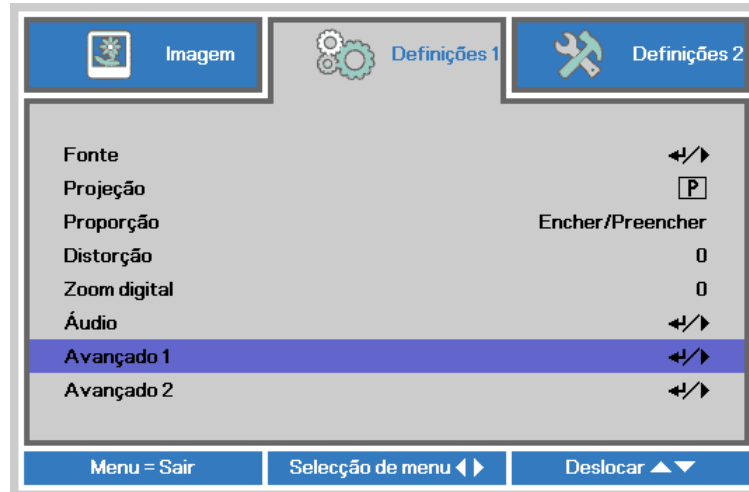 Imagem Definições 1 Definições 2
Fonte
Projeção P
Proporção Encher/Preencher
Distorção 0
Zoom digital 0
Áudio
Avançado 1
Avançado 2
Menu = Sair Selecção de menu Deslocar